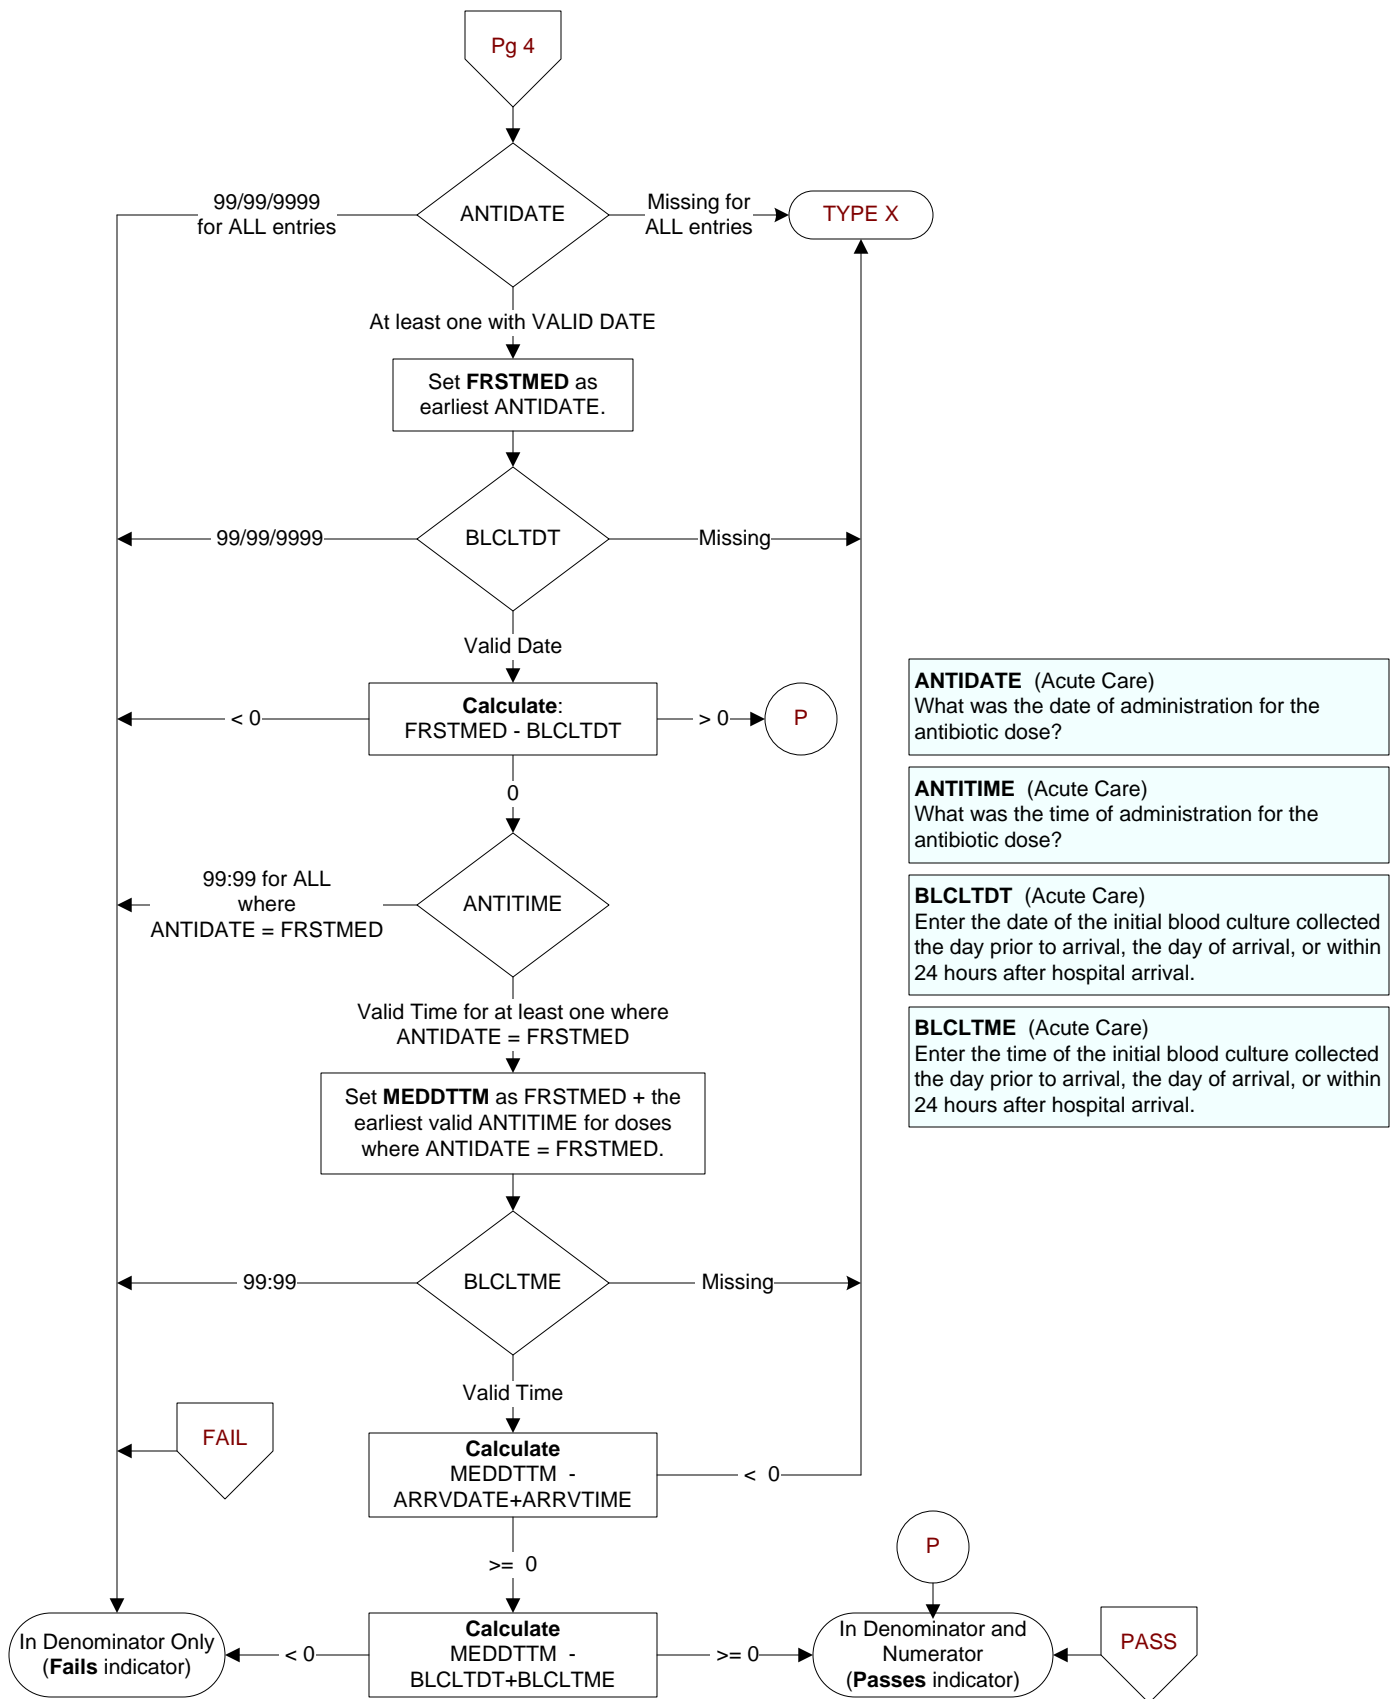 Pg 4
ANTIDATE
99/99/9999
for ALL entries
Missing for
ALL entries
TYPE X
At least one with VALID DATE
Set FRSTMED as
earliest ANTIDATE.
BLCLTDT
99/99/9999
Missing
Valid Date
Calculate:
FRSTMED - BLCLTDT
< 0
> 0
P
0
ANTITIME
99:99 for ALL
where
ANTIDATE = FRSTMED
Valid Time for at least one where
ANTIDATE = FRSTMED
Set MEDDTTM as FRSTMED + the
earliest valid ANTITIME for doses
where ANTIDATE = FRSTMED.
BLCLTME
99:99
Missing
Valid Time
FAIL
Calculate
MEDDTTM -
ARRVDATE+ARRVTIME
< 0
>= 0
P
In Denominator Only
(Fails indicator)
< 0
Calculate
MEDDTTM -
BLCLTDT+BLCLTME
>= 0
In Denominator and
Numerator
(Passes indicator)
PASS
ANTIDATE (Acute Care)
What was the date of administration for the
antibiotic dose?
ANTITIME (Acute Care)
What was the time of administration for the
antibiotic dose?
BLCLTDT (Acute Care)
Enter the date of the initial blood culture collected
the day prior to arrival, the day of arrival, or within
24 hours after hospital arrival.
BLCLTME (Acute Care)
Enter the time of the initial blood culture collected
the day prior to arrival, the day of arrival, or within
24 hours after hospital arrival.